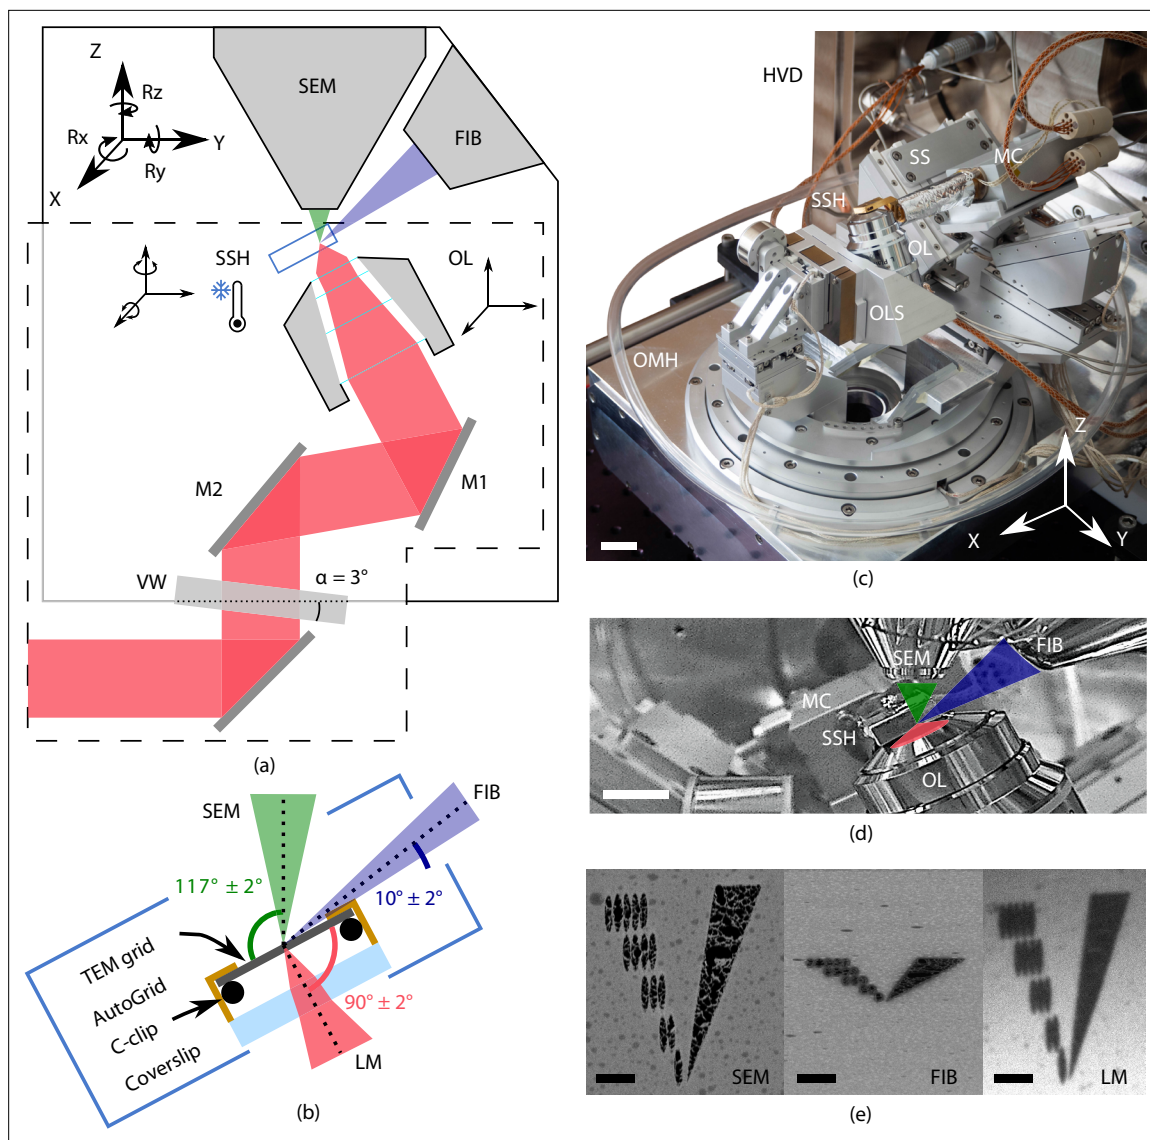 SEM
FIB
Z
Rz
Rx
Y
Ry
X
SSH
OL
M2
M1
VW
α = 3°
(a)
HVD
SS
MC
SSH
OL
OLS
OMH
Z
X
Y
(c)
SEM
FIB
MC
SSH
OL
(d)
SEM
FIB
117° ± 2°
10° ± 2°
TEM grid
AutoGrid
C-clip
Coverslip
90° ± 2°
LM
(b)
SEM
FIB
LM
(e)